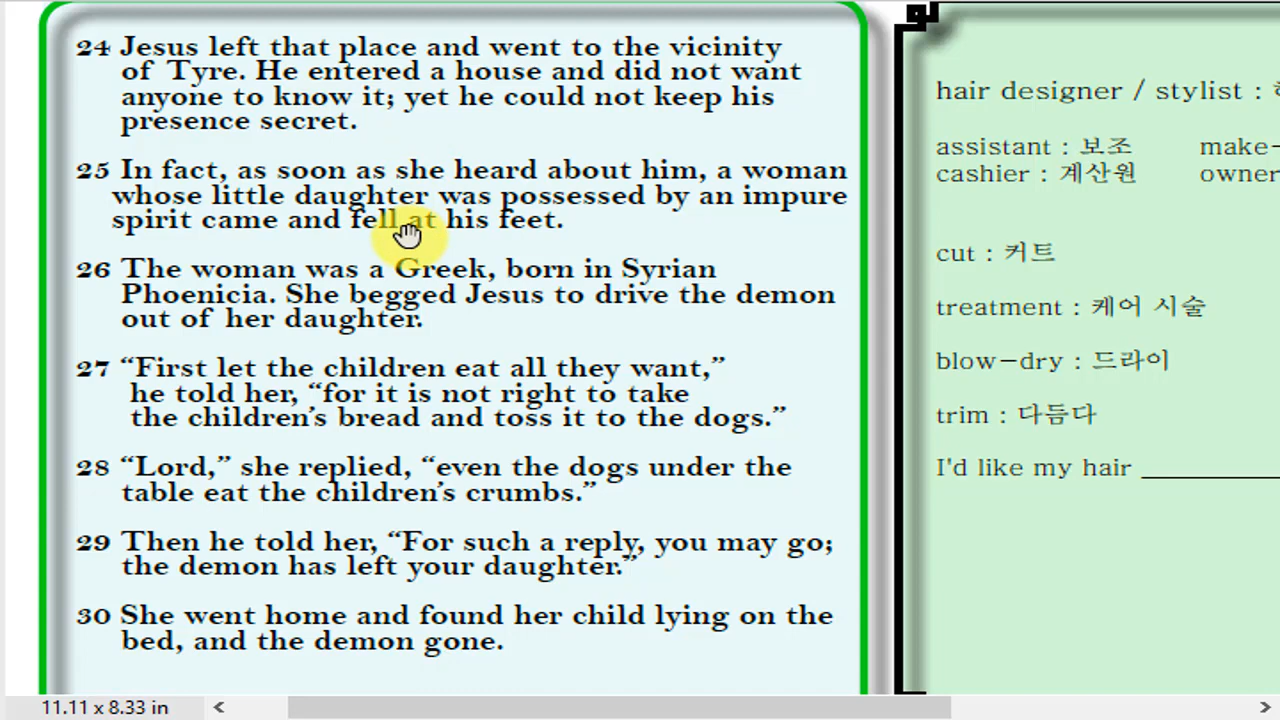 24 Jesus left that place and went to the vicinity
of Tyre. He entered a house and did not want
anyone to know it; yet he could not keep his
presence secret.
25 In fact, as soon as she heard about him, a woman
whose little daughter was possessed by an impure
spirit came and fell at his feet.
26 The woman was a Greek, born in Syrian
Phoenicia. She begged Jesus to drive the demon
out of her daughter.
27 “First let the children eat all they want,”
he told her, “for it is not right to take
the children’s bread and toss it to the dogs.”
28 “Lord,” she replied, “even the dogs under the
table eat the children’s crumbs.”
29 Then he told her, “For such a reply, you may go;
the demon has left your daughter.”
30 She went home and found her child lying on the
bed, and the demon gone.
hair designer / stylist :
assistant : 보조 make-
cashier : 계산원 owner
cut : 커트
treatment : 케어 시술
blow-dry : 드라이
trim : 다듬다
I'd like my hair
11.11 x 8.33 in